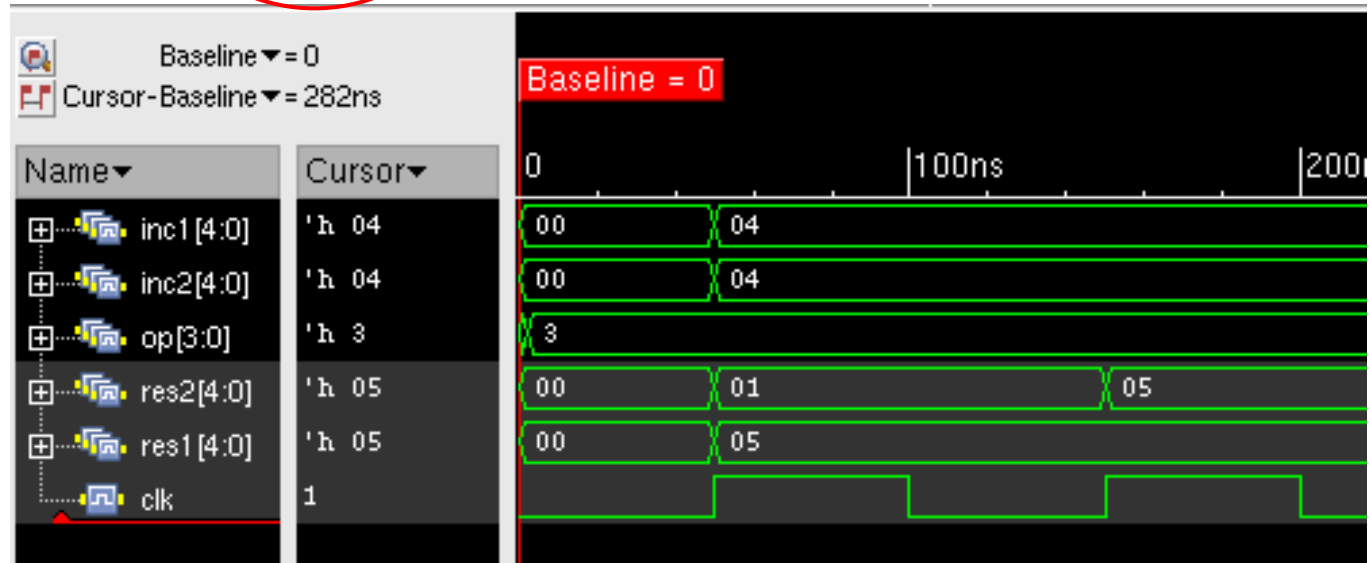 Baseline▾= 0
Cursor-Baseline▾= 282ns
Baseline = 0
Name▾ Cursor▾ 0 100ns 200n
inc1[4:0] 'h 04 00 04
inc2[4:0] 'h 04 00 04
op[3:0] 'h 3 3
res2[4:0] 'h 05 00 01 05
res1[4:0] 'h 05 00 05
clk 1